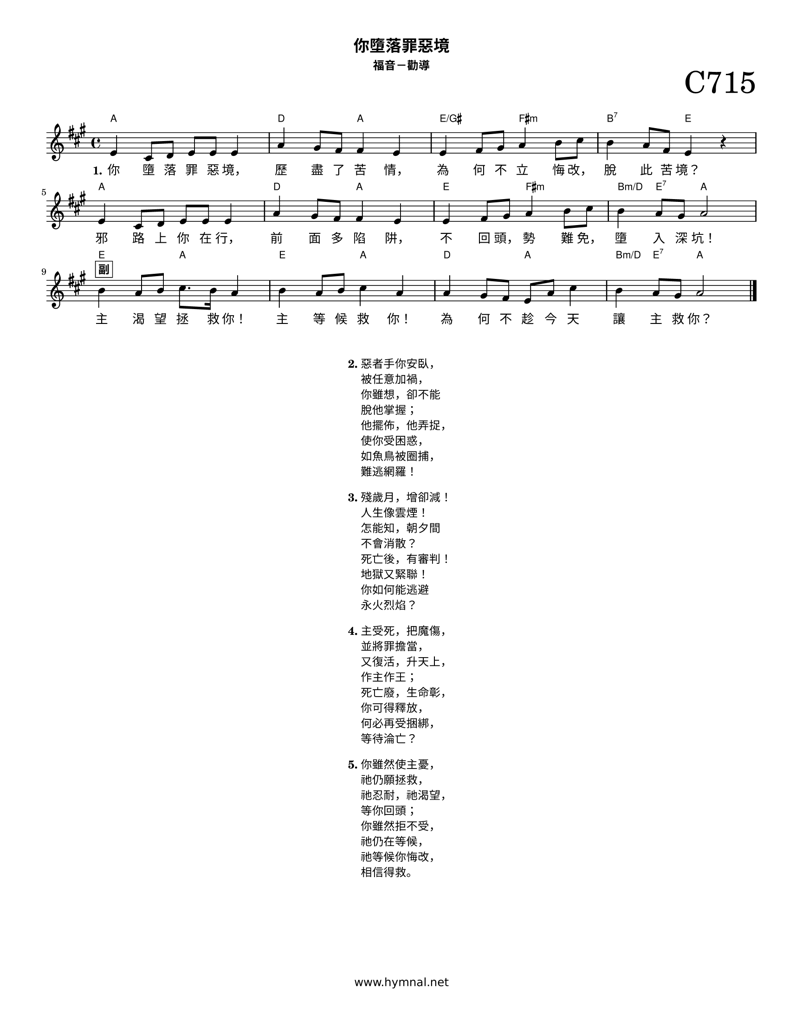 你墮落罪惡境
福音－勸導
C715
A D A E/G♯ F♯m B7 E
1. 你 墮 落 罪 惡 境， 歷 盡 了 苦 情， 為 何 不 立 悔 改， 脫 此 苦 境？
A D A E F♯m Bm/D E7 A
5
邪 路 上 你 在 行， 前 面 多 陷 阱， 不 回 頭， 勢 難 免， 墮 入 深 坑！
E A E A D A Bm/D E7 A
9 副
主 渴 望 拯 救 你！ 主 等 候 救 你！ 為 何 不 趁 今 天 讓 主 救 你？
2. 惡者手你安臥，
被任意加禍，
你雖想，卻不能
脫他掌握；
他擺佈，他弄捉，
使你受困惑，
如魚鳥被圈捕，
難逃網羅！
3. 殘歲月，增卻減！
人生像雲煙！
怎能知，朝夕間
不會消散？
死亡後，有審判！
地獄又緊聯！
你如何能逃避
永火烈焰？
4. 主受死，把魔傷，
並將罪擔當，
又復活，升天上，
作主作王；
死亡廢，生命彰，
你可得釋放，
何必再受捆綁，
等待淪亡？
5. 你雖然使主憂，
祂仍願拯救，
祂忍耐，祂渴望，
等你回頭；
你雖然拒不受，
祂仍在等候，
祂等候你悔改，
相信得救。
www.hymnal.net